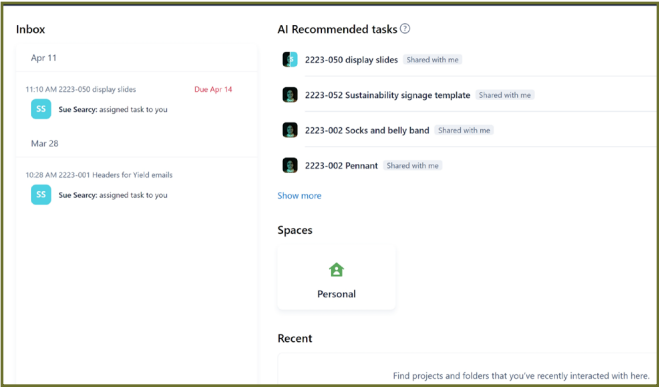 Inbox
Apr 11
11:10 AM 2223-050 display slides Due Apr 14
SS Sue Searcy: assigned task to you
Mar 28
10:28 AM 2223-001 Headers for Yield emails
SS Sue Searcy: assigned task to you
AI Recommended tasks ?
2223-050 display slides Shared with me
2223-052 Sustainability signage template Shared with me
2223-002 Socks and belly band Shared with me
2223-002 Pennant Shared with me
Show more
Spaces
Personal
Recent
Find projects and folders that you've recently interacted with here.